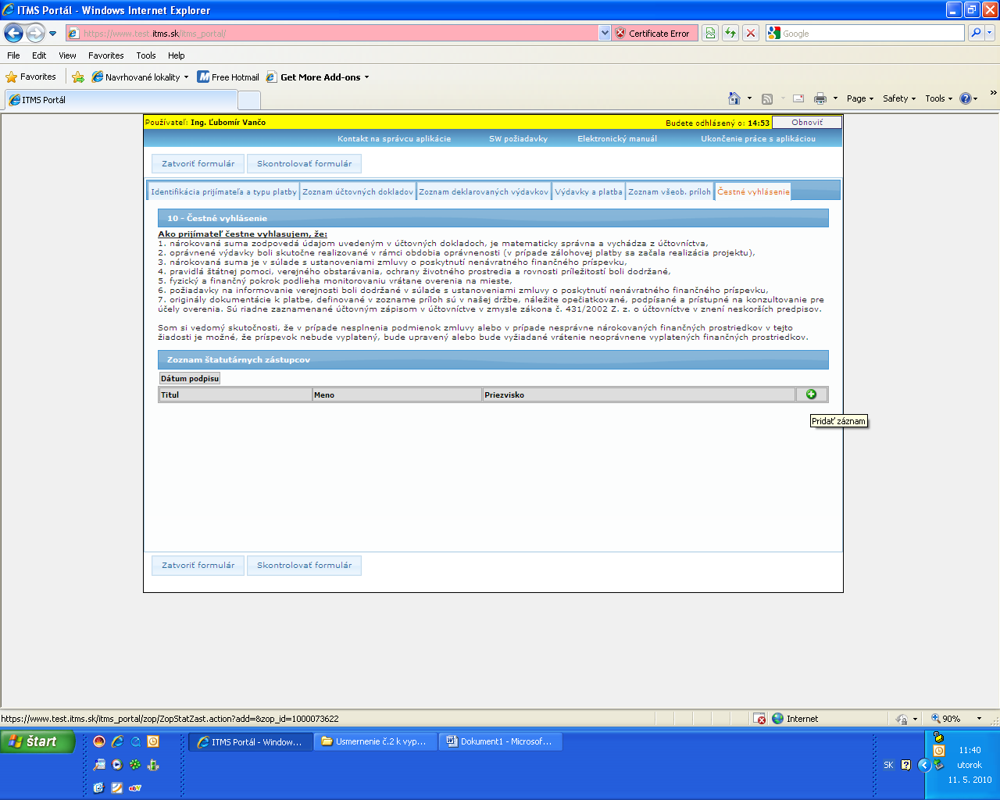 ITMS Portál - Windows Internet Explorer
https://www.test.itms.sk/itms_portal/
Certificate Error
Google
File Edit View Favorites Tools Help
Favorites
Navrhované lokality
Free Hotmail
Get More Add-ons
ITMS Portál
Page Safety Tools
Používateľ: Ing. Ľubomír Vančo
Budete odhlásený o: 14:53
Obnoviť
Kontakt na správcu aplikácie
SW požiadavky
Elektronický manuál
Ukončenie práce s aplikáciou
Zatvoriť formulár
Skontrolovať formulár
Identifikácia prijímateľa a typu platby
Zoznam účtovných dokladov
Zoznam deklarovaných výdavkov
Výdavky a platba
Zoznam všeob. príloh
Čestné vyhlásenie
10 - Čestné vyhlásenie
Ako prijímateľ čestne vyhlasujem, že:
1. nárokovaná suma zodpovedá údajom uvedeným v účtovných dokladoch, je matematicky správna a vychádza z účtovníctva,
2. oprávnené výdavky boli skutočne realizované v rámci obdobia oprávnenosti (v prípade zálohovej platby sa začala realizácia projektu),
3. nárokovaná suma je v súlade s ustanoveniami zmluvy o poskytnutí nenávratného finančného príspevku,
4. pravidlá štátnej pomoci, verejného obstarávania, ochrany životného prostredia a rovnosti príležitostí boli dodržané,
5. fyzický a finančný pokrok podlieha monitorovaniu vrátane overenia na mieste,
6. požiadavky na informovanie verejnosti boli dodržané v súlade s ustanoveniami zmluvy o poskytnutí nenávratného finančného príspevku,
7. originály dokumentácie k platbe, definované v zozname príloh sú v našej držbe, náležite opečiatkované, podpísané a prístupné na konzultovanie pre
účely overenia. Sú riadne zaznamenané účtovným zápisom v účtovníctve v zmysle zákona č. 431/2002 Z. z. o účtovníctve v znení neskorších predpisov.
Som si vedomý skutočnosti, že v prípade nesplnenia podmienok zmluvy alebo v prípade nesprávne nárokovaných finančných prostriedkov v tejto
žiadosti je možné, že príspevok nebude vyplatený, bude upravený alebo bude vyžiadané vrátenie neoprávnene vyplatených finančných prostriedkov.
Zoznam štatutárnych zástupcov
Dátum podpisu
Titul
Meno
Priezvisko
Pridať záznam
Zatvoriť formulár
Skontrolovať formulár
https://www.test.itms.sk/itms_portal/zop/ZopStatZast.action?add=&zop_id=1000073622
Internet
90%
štart
ITMS Portál - Window...
Usmernenie č.2 k vyp...
Dokument1 - Microsof...
SK
11:40
utorok
11. 5. 2010